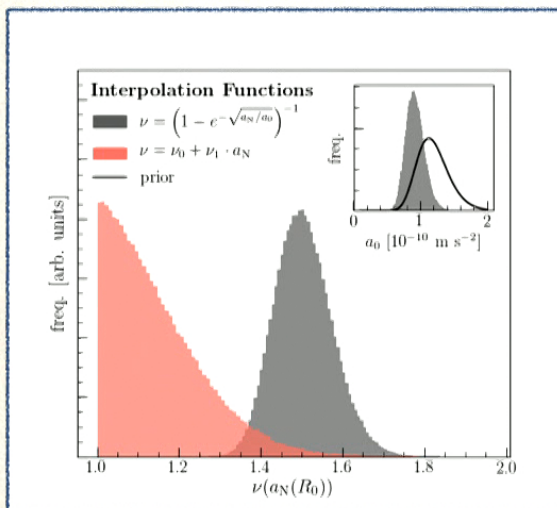 Interpolation Functions
ν = (1 − e^{−√(a_N/a_0)})^{−1}
ν = ν_0 + ν_1 · a_N
prior
freq.
0 1 2
a_0 [10^{−10} m s^{−2}]
freq. [arb. units]
1.0 1.2 1.4 1.6 1.8 2.0
ν(a_N(R_0))